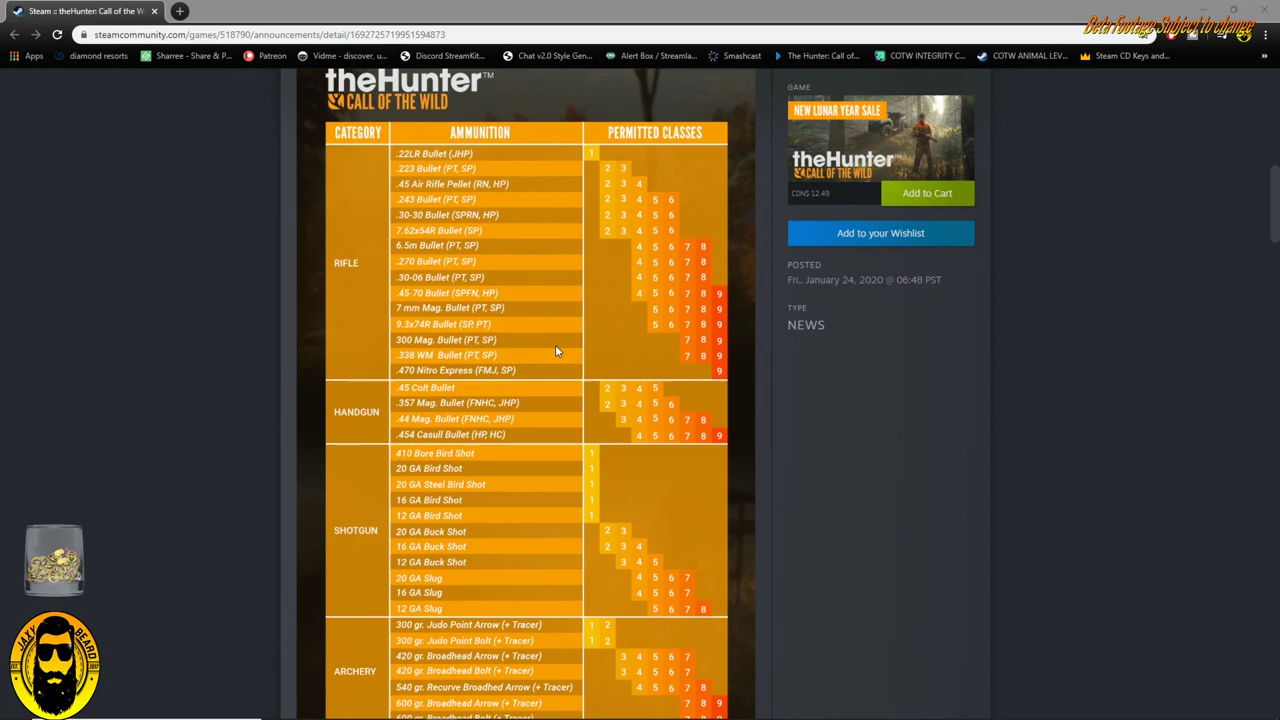 Steam :: theHunter: Call of the W
Beta Footage Subject to change
steamcommunity.com/games/518790/announcements/detail/1692725719951594873
Apps diamond resorts Sharree - Share & P... Patreon Vidme - discover, u... Discord StreamKit... Chat v2.0 Style Gen... Alert Box / Streamla... Smashcast The Hunter: Call of... COTW INTEGRITY C... COTW ANIMAL LEV... Steam CD Keys and... »
theHunter™
CALL OF THE WILD
CATEGORY AMMUNITION PERMITTED CLASSES
RIFLE
.22LR Bullet (JHP) 1
.223 Bullet (PT, SP) 2 3
.45 Air Rifle Pellet (RN, HP) 2 3 4
.243 Bullet (PT, SP) 2 3 4 5 6
.30-30 Bullet (SPRN, HP) 2 3 4 5 6
7.62x54R Bullet (SP) 2 3 4 5 6
6.5m Bullet (PT, SP) 4 5 6 7 8
.270 Bullet (PT, SP) 4 5 6 7 8
.30-06 Bullet (PT, SP) 4 5 6 7 8
.45-70 Bullet (SPFN, HP) 4 5 6 7 8 9
7 mm Mag. Bullet (PT, SP) 5 6 7 8 9
9.3x74R Bullet (SP, PT) 5 6 7 8 9
300 Mag. Bullet (PT, SP) 7 8 9
.338 WM Bullet (PT, SP) 7 8 9
.470 Nitro Express (FMJ, SP) 9
HANDGUN
.45 Colt Bullet 2 3 4 5
.357 Mag. Bullet (FNHC, JHP) 2 3 4 5 6
.44 Mag. Bullet (FNHC, JHP) 3 4 5 6 7 8
.454 Casull Bullet (HP, HC) 4 5 6 7 8 9
SHOTGUN
410 Bore Bird Shot 1
20 GA Bird Shot 1
20 GA Steel Bird Shot 1
16 GA Bird Shot 1
12 GA Bird Shot 1
20 GA Buck Shot 2 3
16 GA Buck Shot 2 3 4
12 GA Buck Shot 3 4 5
20 GA Slug 4 5 6 7
16 GA Slug 4 5 6 7
12 GA Slug 5 6 7 8
ARCHERY
300 gr. Judo Point Arrow (+ Tracer) 1 2
300 gr. Judo Point Bolt (+ Tracer) 1 2
420 gr. Broadhead Arrow (+ Tracer) 3 4 5 6 7
420 gr. Broadhead Bolt (+ Tracer) 3 4 5 6 7
540 gr. Recurve Broadhed Arrow (+ Tracer) 4 5 6 7 8
600 gr. Broadhead Arrow (+ Tracer) 7 8 9
600 gr. Broadhead Bolt (+ Tracer) 7 8 9
GAME
NEW LUNAR YEAR SALE
theHunter™
CALL OF THE WILD
CDN$ 12.49 Add to Cart
Add to your Wishlist
POSTED
Fri., January 24, 2020 @ 06:48 PST
TYPE
NEWS
JAXY BEARD
EST. 2017